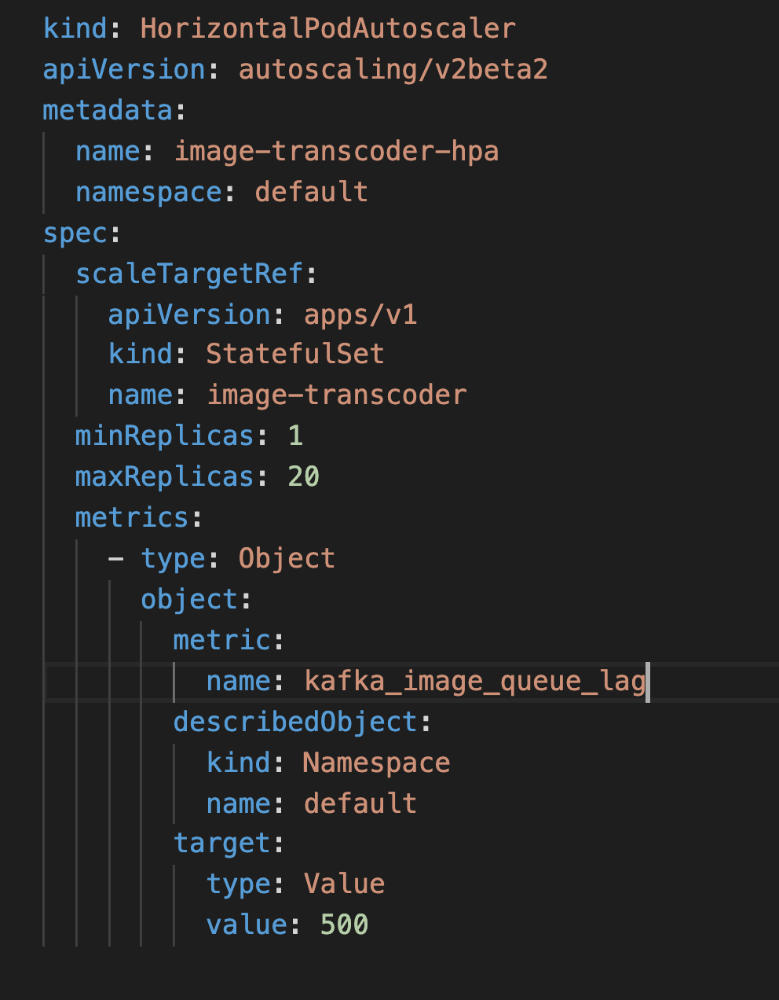 kind: HorizontalPodAutoscaler
apiVersion: autoscaling/v2beta2
metadata:
  name: image-transcoder-hpa
  namespace: default
spec:
  scaleTargetRef:
    apiVersion: apps/v1
    kind: StatefulSet
    name: image-transcoder
  minReplicas: 1
  maxReplicas: 20
  metrics:
    - type: Object
      object:
        metric:
          name: kafka_image_queue_lag
        describedObject:
          kind: Namespace
          name: default
        target:
          type: Value
          value: 500